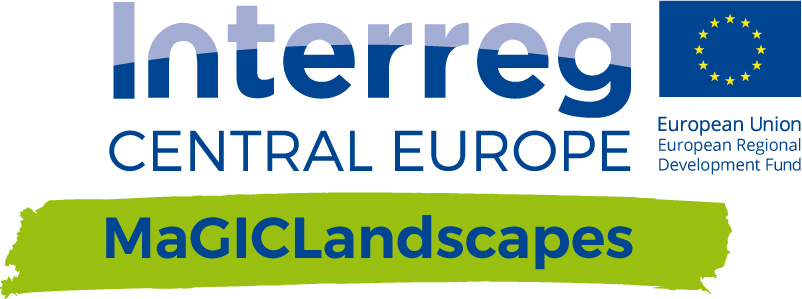 Interreg
CENTRAL EUROPE
European Union
European Regional
Development Fund
MaGICLandscapes